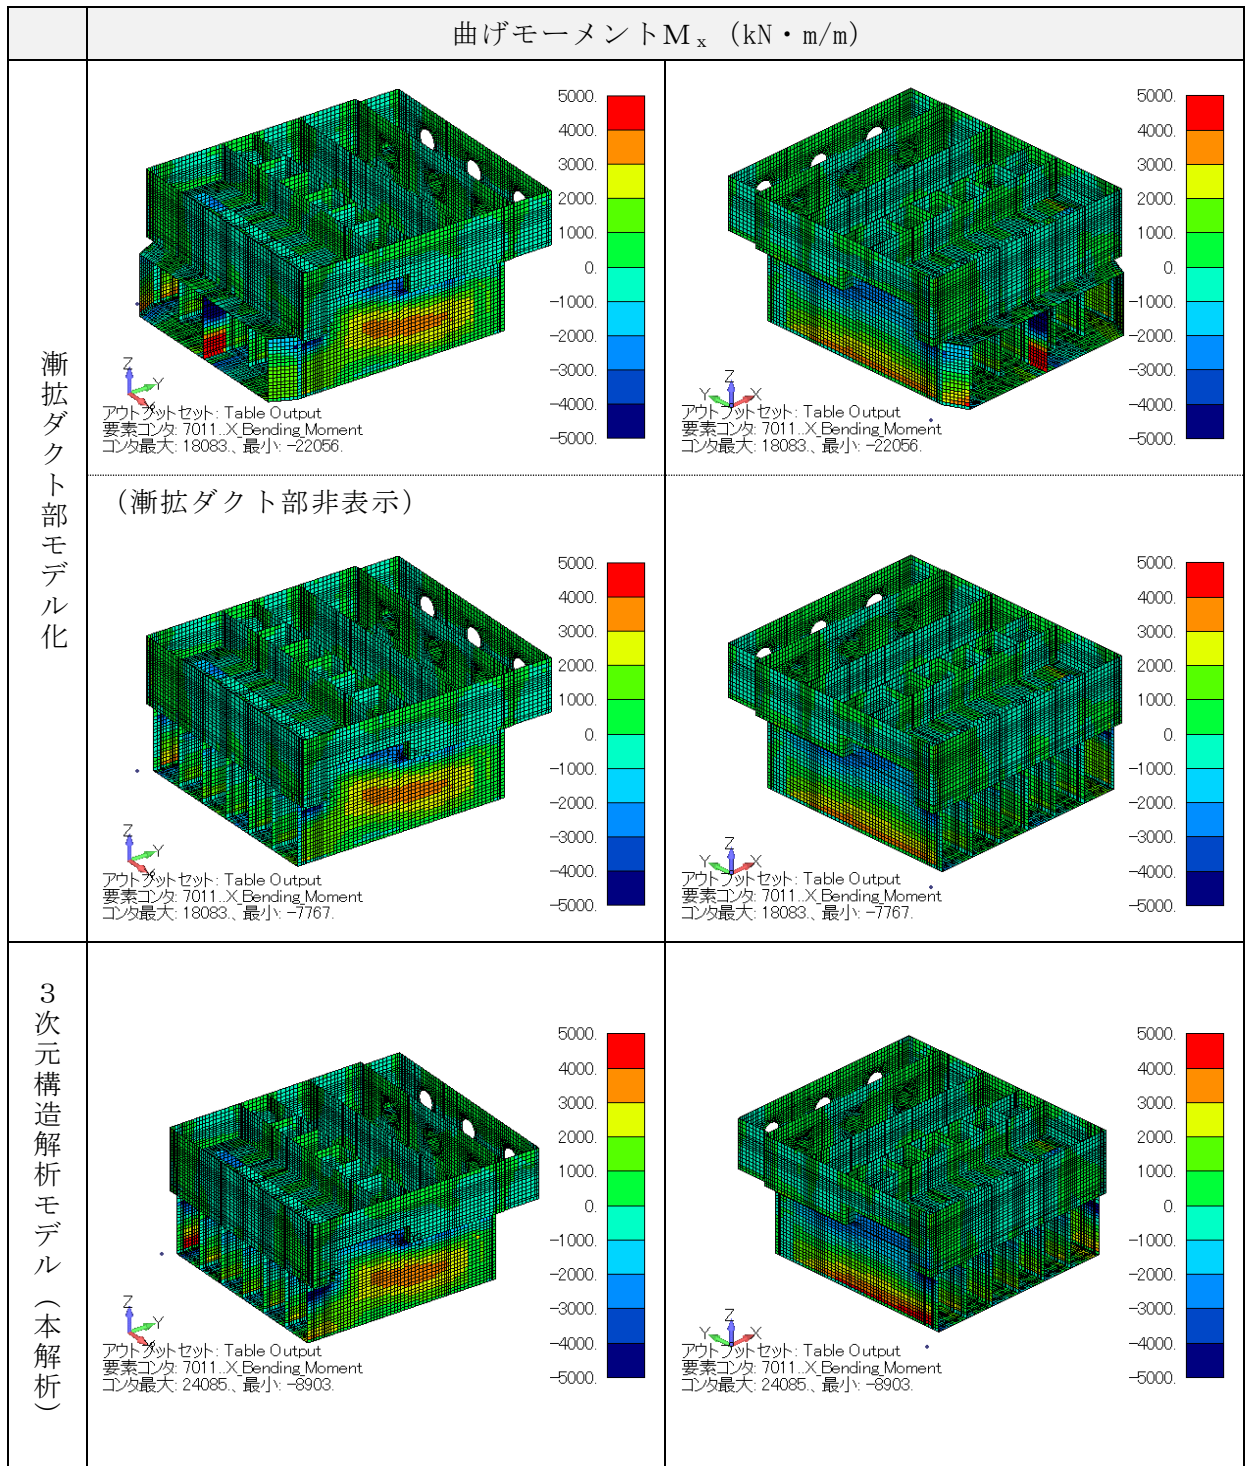 曲げモーメントMx (kN・m/m)
漸拡ダクト部モデル化
5000.
4000.
3000.
2000.
1000.
0.
-1000.
-2000.
-3000.
-4000.
-5000.
Z
Y
X
アウトプットセット: Table Output
要素コンタ: 7011..X_Bending_Moment
コンタ最大: 18083.、最小: -22056.
5000.
4000.
3000.
2000.
1000.
0.
-1000.
-2000.
-3000.
-4000.
-5000.
Z
Y
X
アウトプットセット: Table Output
要素コンタ: 7011..X_Bending_Moment
コンタ最大: 18083.、最小: -22056.
(漸拡ダクト部非表示)
5000.
4000.
3000.
2000.
1000.
0.
-1000.
-2000.
-3000.
-4000.
-5000.
Z
Y
X
アウトプットセット: Table Output
要素コンタ: 7011..X_Bending_Moment
コンタ最大: 18083.、最小: -7767.
5000.
4000.
3000.
2000.
1000.
0.
-1000.
-2000.
-3000.
-4000.
-5000.
Z
Y
X
アウトプットセット: Table Output
要素コンタ: 7011..X_Bending_Moment
コンタ最大: 18083.、最小: -7767.
3次元構造解析モデル(本解析)
5000.
4000.
3000.
2000.
1000.
0.
-1000.
-2000.
-3000.
-4000.
-5000.
Z
Y
X
アウトプットセット: Table Output
要素コンタ: 7011..X_Bending_Moment
コンタ最大: 24085.、最小: -8903.
5000.
4000.
3000.
2000.
1000.
0.
-1000.
-2000.
-3000.
-4000.
-5000.
Z
Y
X
アウトプットセット: Table Output
要素コンタ: 7011..X_Bending_Moment
コンタ最大: 24085.、最小: -8903.